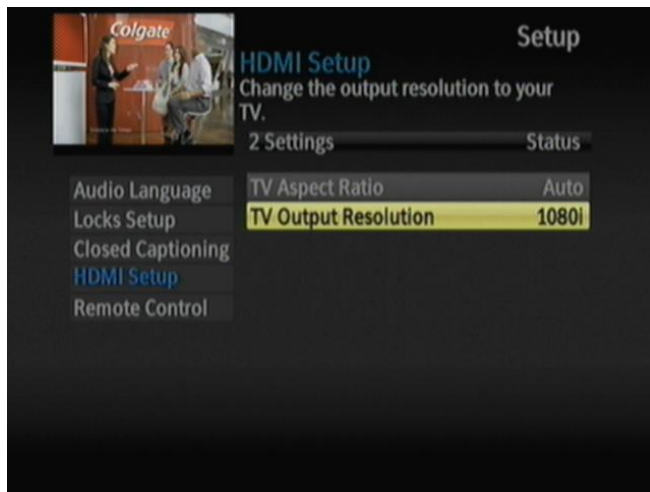 Colgate
Setup
HDMI Setup
Change the output resolution to your
TV.
2 Settings Status
Audio Language
Locks Setup
Closed Captioning
HDMI Setup
Remote Control
TV Aspect Ratio Auto
TV Output Resolution 1080i